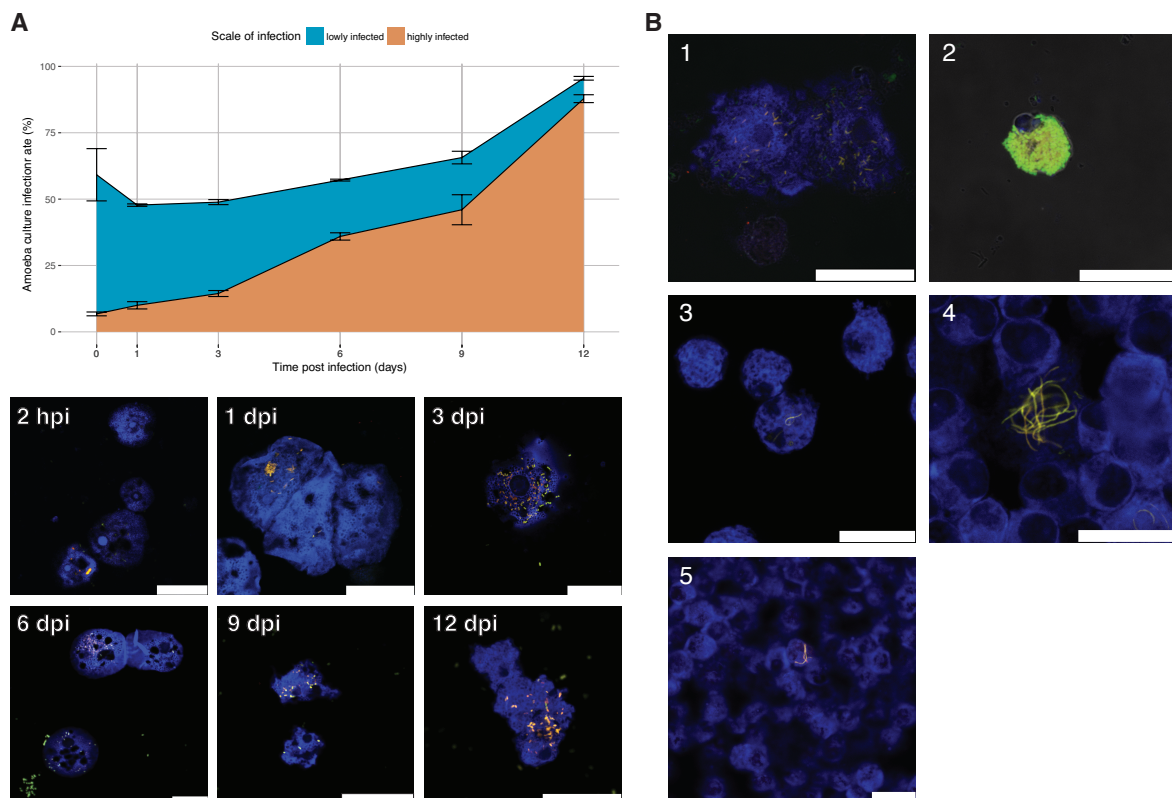 A
Scale of infection lowly infected highly infected
100
75
50
25
0
Amoeba culture infectionr ate (%)
0 1 3 6 9 12
Time post infection (days)
2 hpi 1 dpi 3 dpi
6 dpi 9 dpi 12 dpi
B
1 2
3 4
5